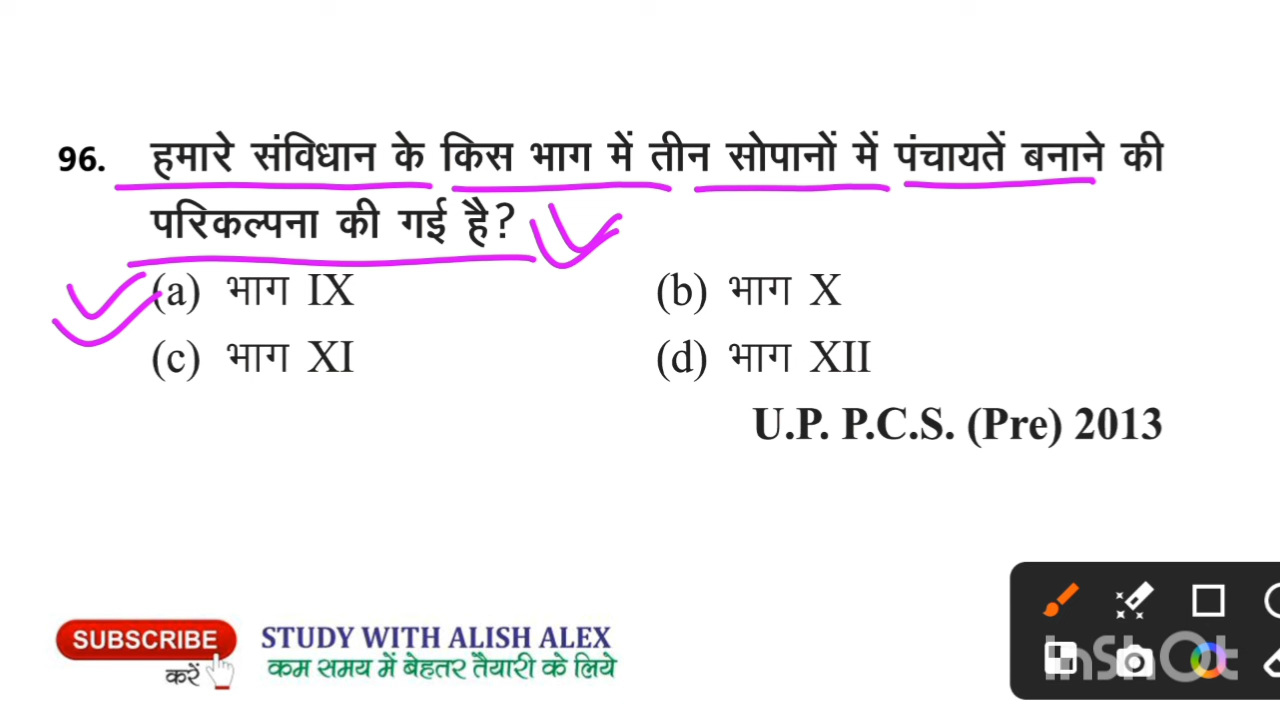 96. हमारे संविधान के किस भाग में तीन सोपानों में पंचायतें बनाने की
परिकल्पना की गई है?
(a) भाग IX (b) भाग X
(c) भाग XI (d) भाग XII
U.P. P.C.S. (Pre) 2013
SUBSCRIBE STUDY WITH ALISH ALEX
करें कम समय में बेहतर तैयारी के लिये
InShOt